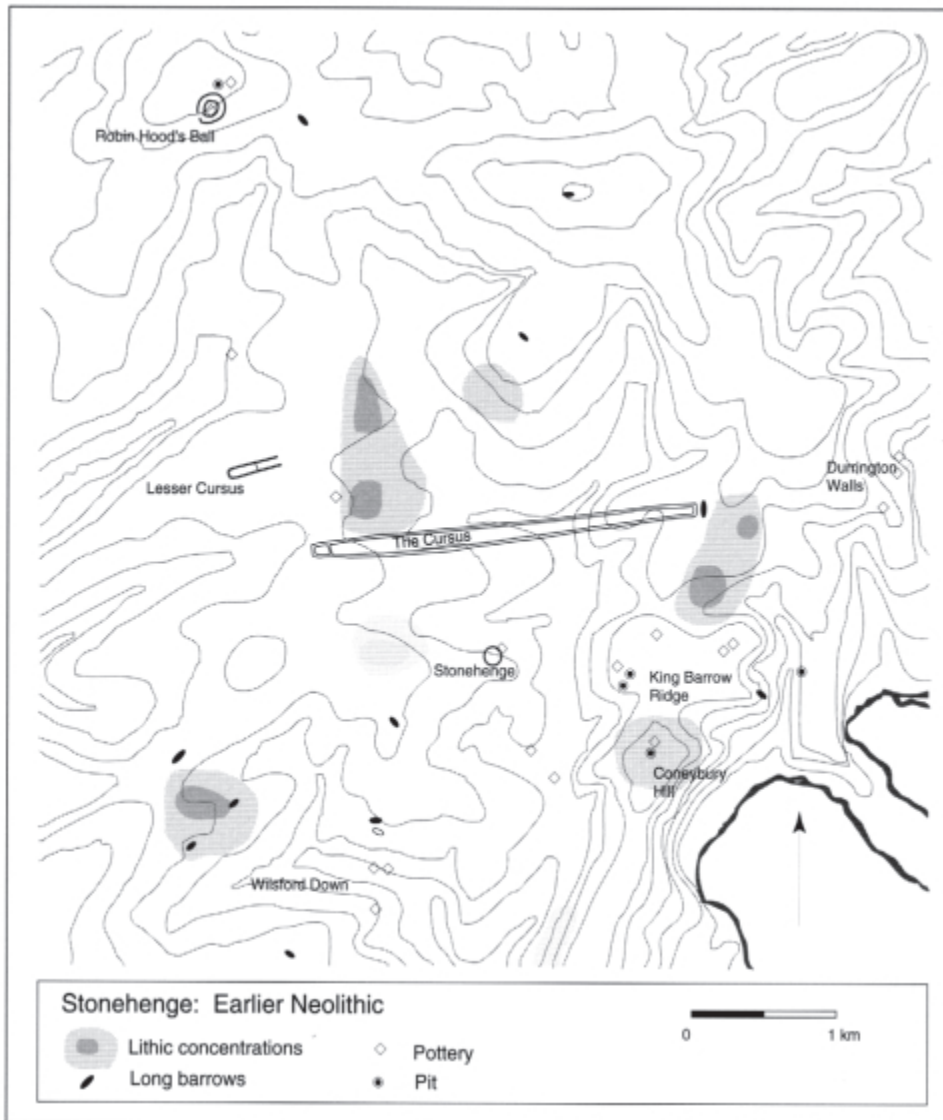 Robin Hood's Ball
Durrington
Walls
Lesser Cursus
The Cursus
Stonehenge
King Barrow
Ridge
Coneybury
Hill
Wilsford Down
Stonehenge: Earlier Neolithic
Lithic concentrations
Long barrows
Pottery
Pit
0
1 km